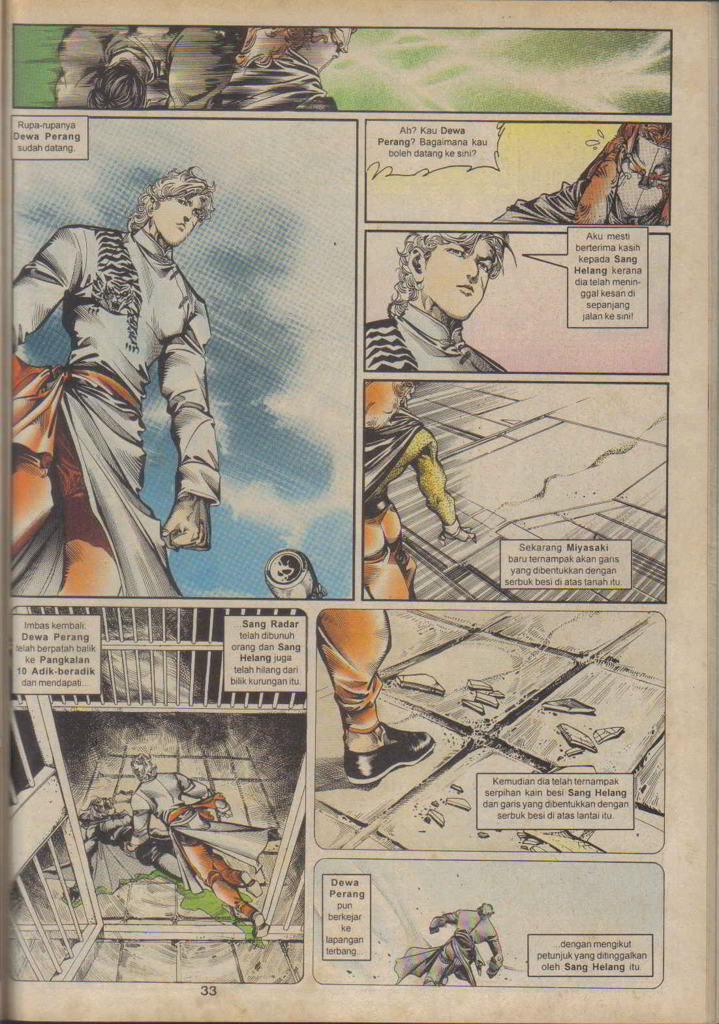 Rupa-rupanya
Dewa Perang
sudah datang.
Ah? Kau Dewa
Perang? Bagaimana kau
boleh datang ke sini?
Aku mesti
berterima kasih
kepada Sang
Helang kerana
dia telah menin-
ggal kesan di
sepanjang
jalan ke sini!
Sekarang Miyasaki
baru ternampak akan garis
yang dibentukkan dengan
serbuk besi di atas tanah itu.
Imbas kembali:
Dewa Perang
telah berpatah balik
ke Pangkalan
10 Adik-beradik
dan mendapati...
Sang Radar
telah dibunuh
orang dan Sang
Helang juga
telah hilang dari
bilik kurungan itu.
Kemudian dia telah ternampak
serpihan kain besi Sang Helang
dan garis yang dibentukkan dengan
serbuk besi di atas lantai itu.
Dewa
Perang
pun
berkejar
ke
lapangan
terbang...
...dengan mengikut
petunjuk yang ditinggalkan
oleh Sang Helang itu.
33